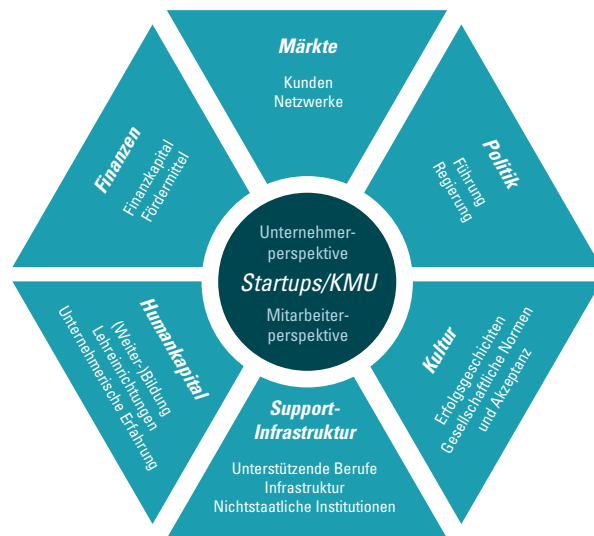 Märkte
Kunden
Netzwerke
Politik
Führung
Regierung
Kultur
Erfolgsgeschichten
Gesellschaftliche Normen
und Akzeptanz
Support-
Infrastruktur
Unterstützende Berufe
Infrastruktur
Nichtstaatliche Institutionen
Humankapital
(Weiter-)Bildung
Lehreinrichtungen
Unternehmerische Erfahrung
Finanzen
Finanzkapital
Fördermittel
Unternehmer-
perspektive
Startups/KMU
Mitarbeiter-
perspektive